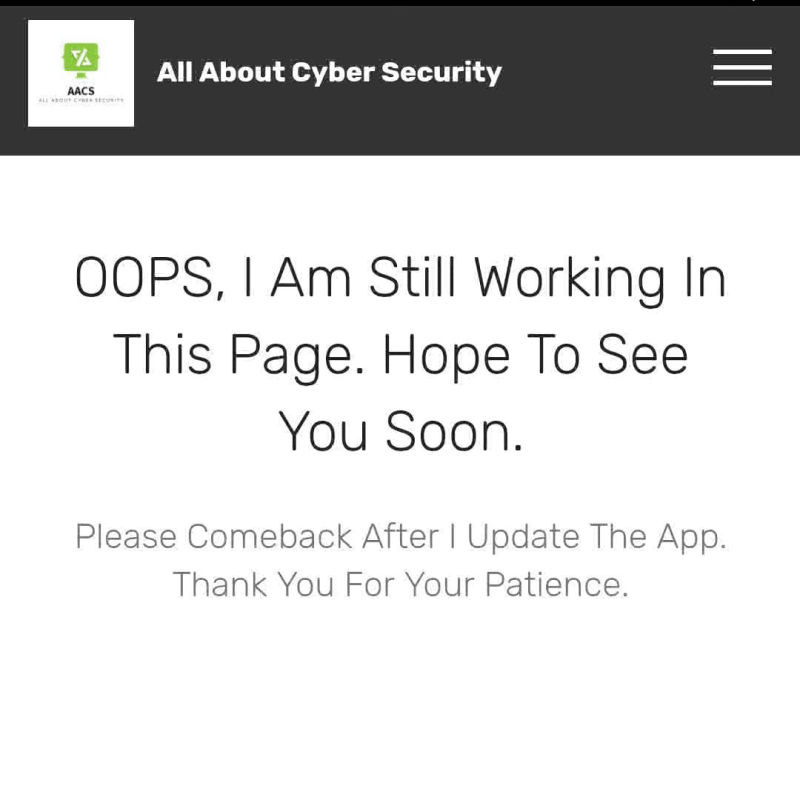 All About Cyber Security
AACS
ALL ABOUT CYBER SECURITY
OOPS, I Am Still Working In
This Page. Hope To See
You Soon.
Please Comeback After I Update The App.
Thank You For Your Patience.